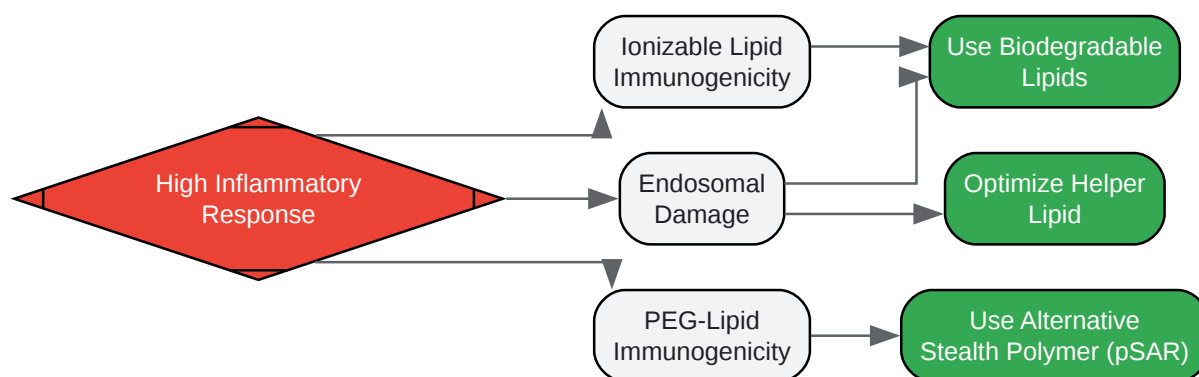 High Inflammatory
Response
Ionizable Lipid
Immunogenicity
Endosomal
Damage
PEG-Lipid
Immunogenicity
Use Biodegradable
Lipids
Optimize Helper
Lipid
Use Alternative
Stealth Polymer (pSAR)